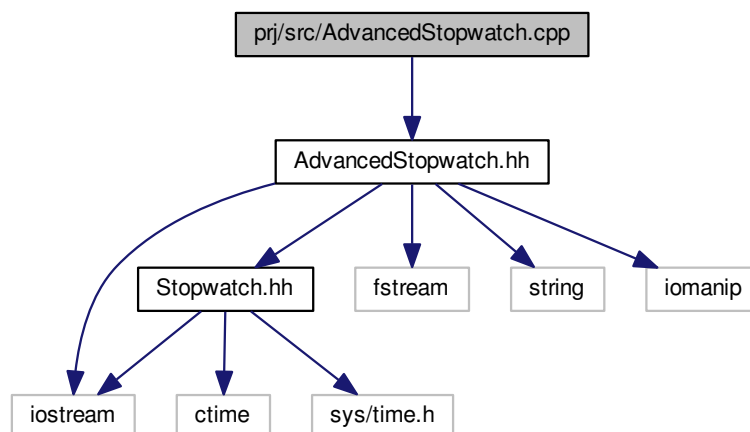 prj/src/AdvancedStopwatch.cpp
AdvancedStopwatch.hh
Stopwatch.hh
fstream
string
iomanip
iostream
ctime
sys/time.h